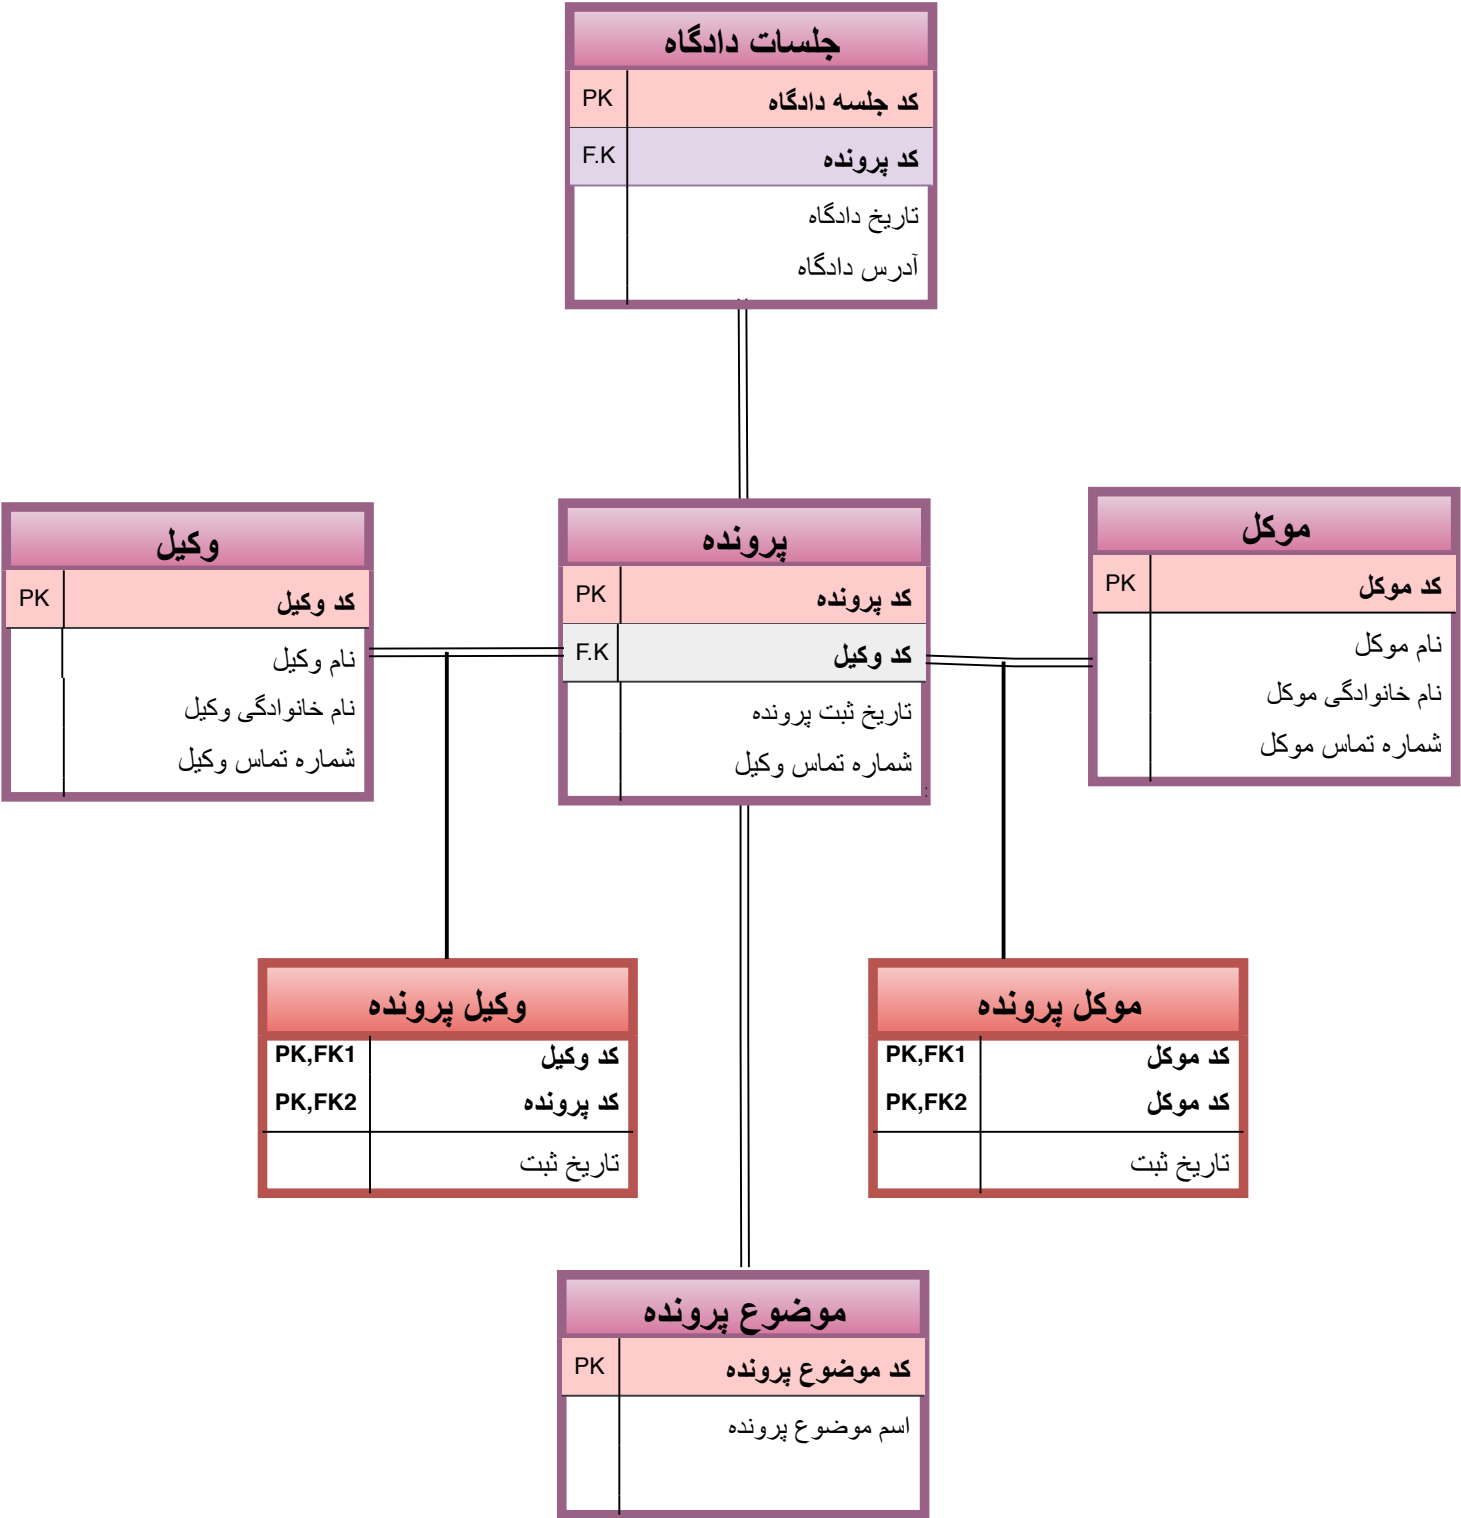 جلسات دادگاه
PK کد جلسه دادگاه
F.K کد پرونده
تاریخ دادگاه
آدرس دادگاه
وکیل
PK کد وکیل
نام وکیل
نام خانوادگی وکیل
شماره تماس وکیل
پرونده
PK کد پرونده
F.K کد وکیل
تاریخ ثبت پرونده
شماره تماس وکیل
موکل
PK کد موکل
نام موکل
نام خانوادگی موکل
شماره تماس موکل
وکیل پرونده
PK,FK1 کد وکیل
PK,FK2 کد پرونده
تاریخ ثبت
موکل پرونده
PK,FK1 کد موکل
PK,FK2 کد موکل
تاریخ ثبت
موضوع پرونده
PK کد موضوع پرونده
اسم موضوع پرونده